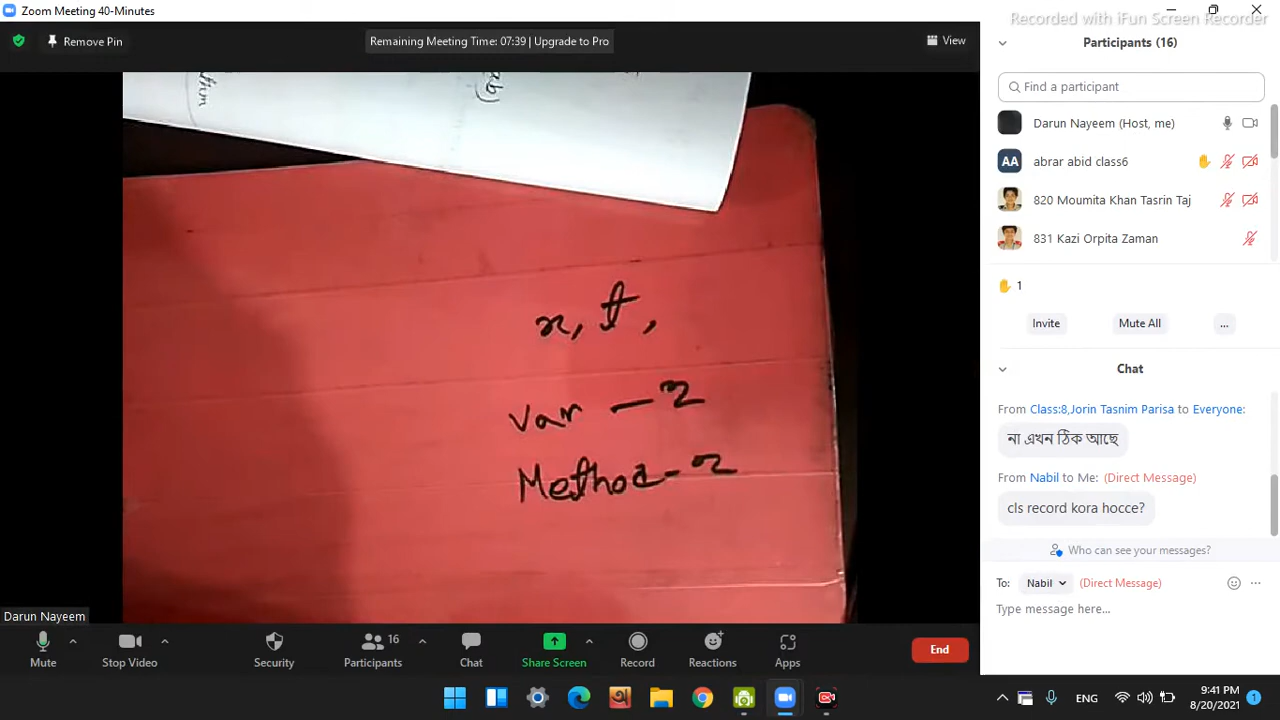 Zoom Meeting 40-Minutes
Recorded with iFun Screen Recorder
Remove Pin
Remaining Meeting Time: 07:39 | Upgrade to Pro
View
Participants (16)
Find a participant
Darun Nayeem (Host, me)
AA abrar abid class6
820 Moumita Khan Tasrin Taj
831 Kazi Orpita Zaman
1
Invite
Mute All
...
Chat
From Class:8,Jorin Tasnim Parisa to Everyone:
না এখন ঠিক আছে
From Nabil to Me: (Direct Message)
cls record kora hocce?
Who can see your messages?
To: Nabil (Direct Message)
Type message here...
x, t,
Var - 2
Method - 2
Darun Nayeem
Mute
Stop Video
Security
16
Participants
Chat
Share Screen
Record
Reactions
Apps
End
অ
ENG
9:41 PM
8/20/2021
1